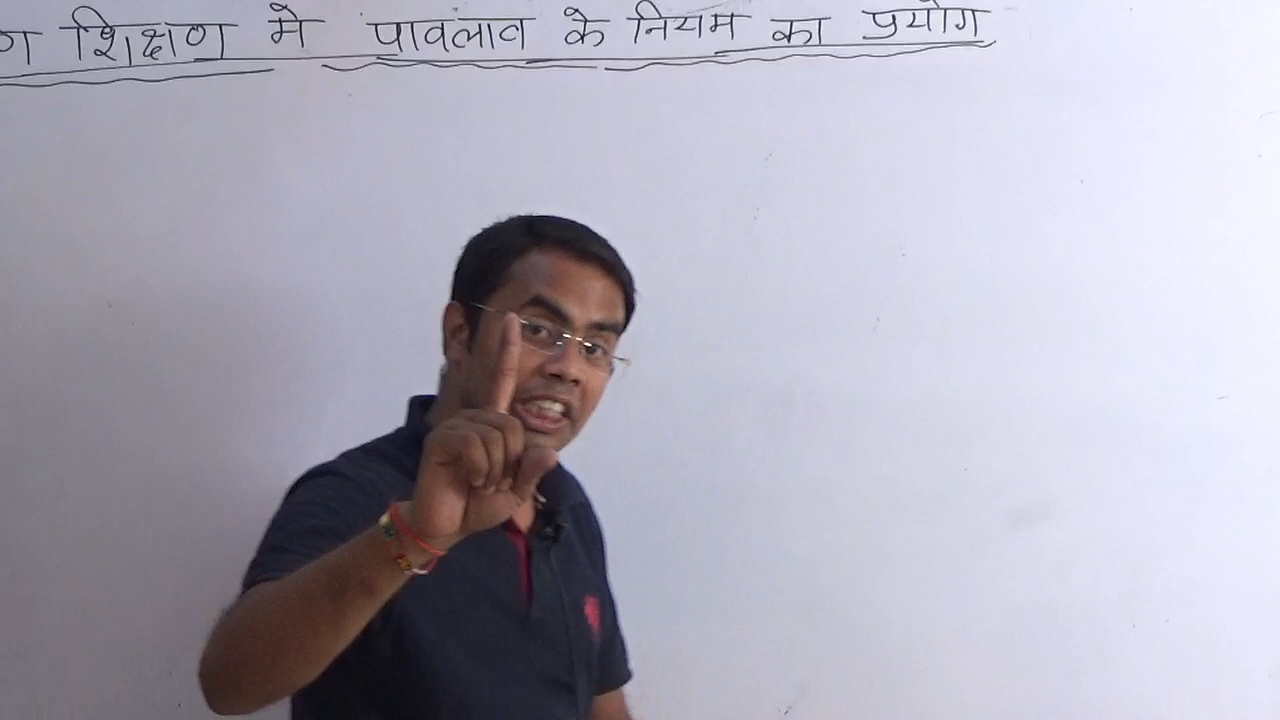 शिक्षण मे पावलाव के नियम का प्रयोग